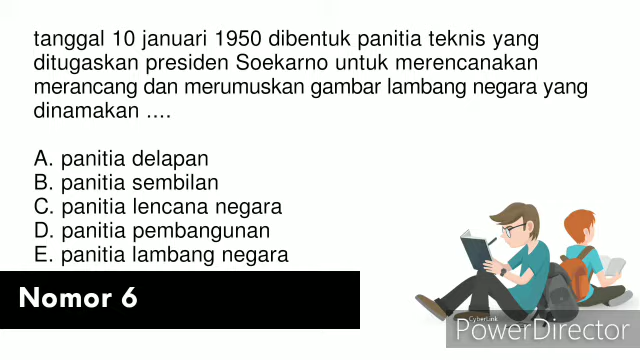 tanggal 10 januari 1950 dibentuk panitia teknis yang
ditugaskan presiden Soekarno untuk merencanakan
merancang dan merumuskan gambar lambang negara yang
dinamakan ....
A. panitia delapan
B. panitia sembilan
C. panitia lencana negara
D. panitia pembangunan
E. panitia lambang negara
Nomor 6
CyberLink
PowerDirector